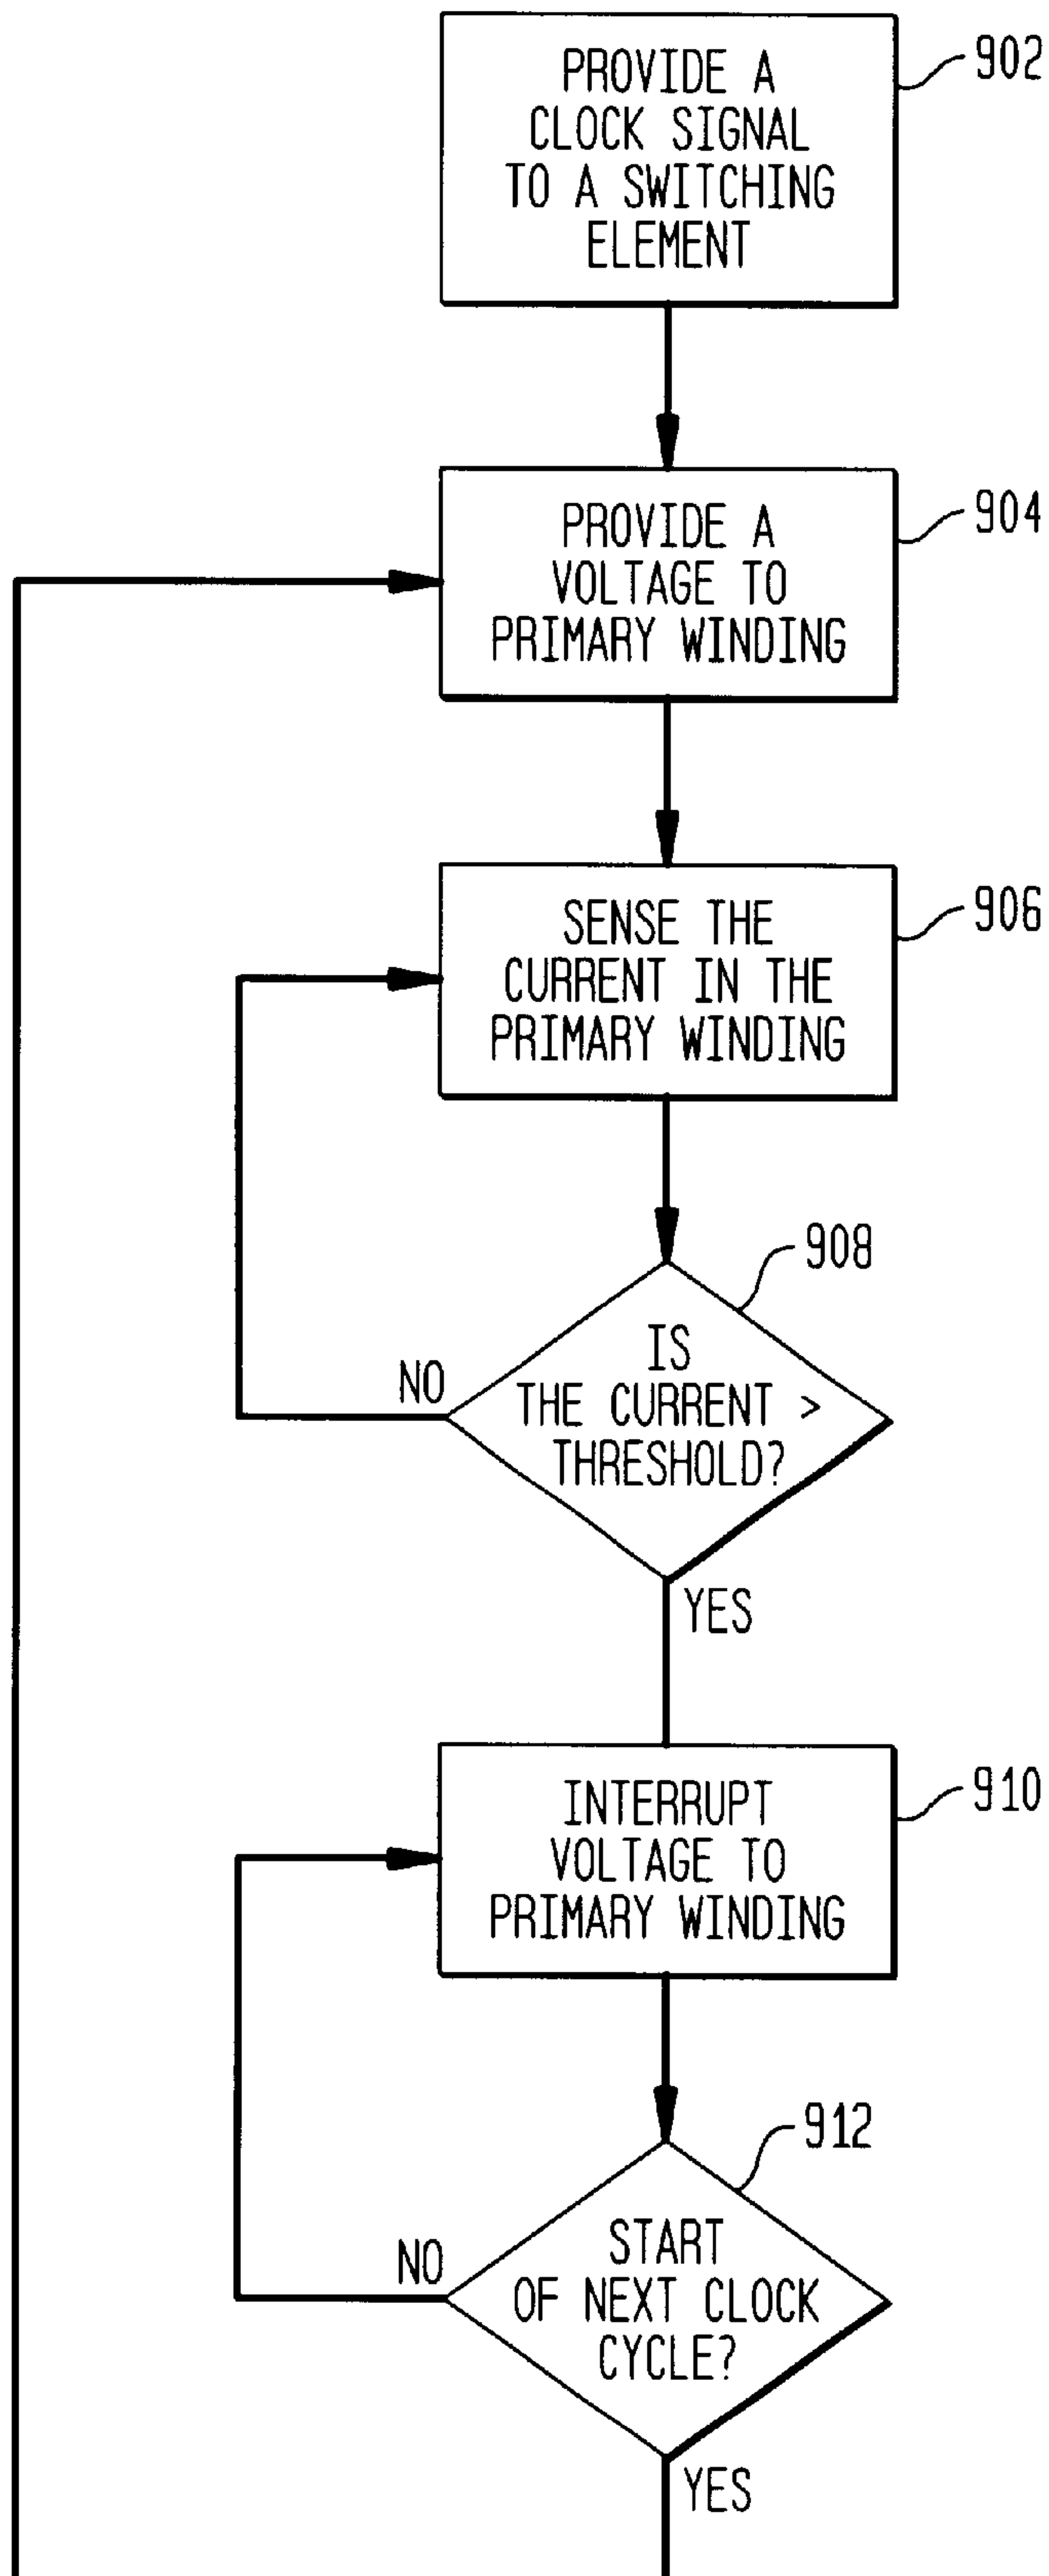 PROVIDE A
CLOCK SIGNAL
TO A SWITCHING
ELEMENT
902
PROVIDE A
VOLTAGE TO
PRIMARY WINDING
904
SENSE THE
CURRENT IN THE
PRIMARY WINDING
906
908
IS
THE CURRENT >
THRESHOLD?
NO
YES
INTERRUPT
VOLTAGE TO
PRIMARY WINDING
910
912
START
OF NEXT CLOCK
CYCLE?
NO
YES